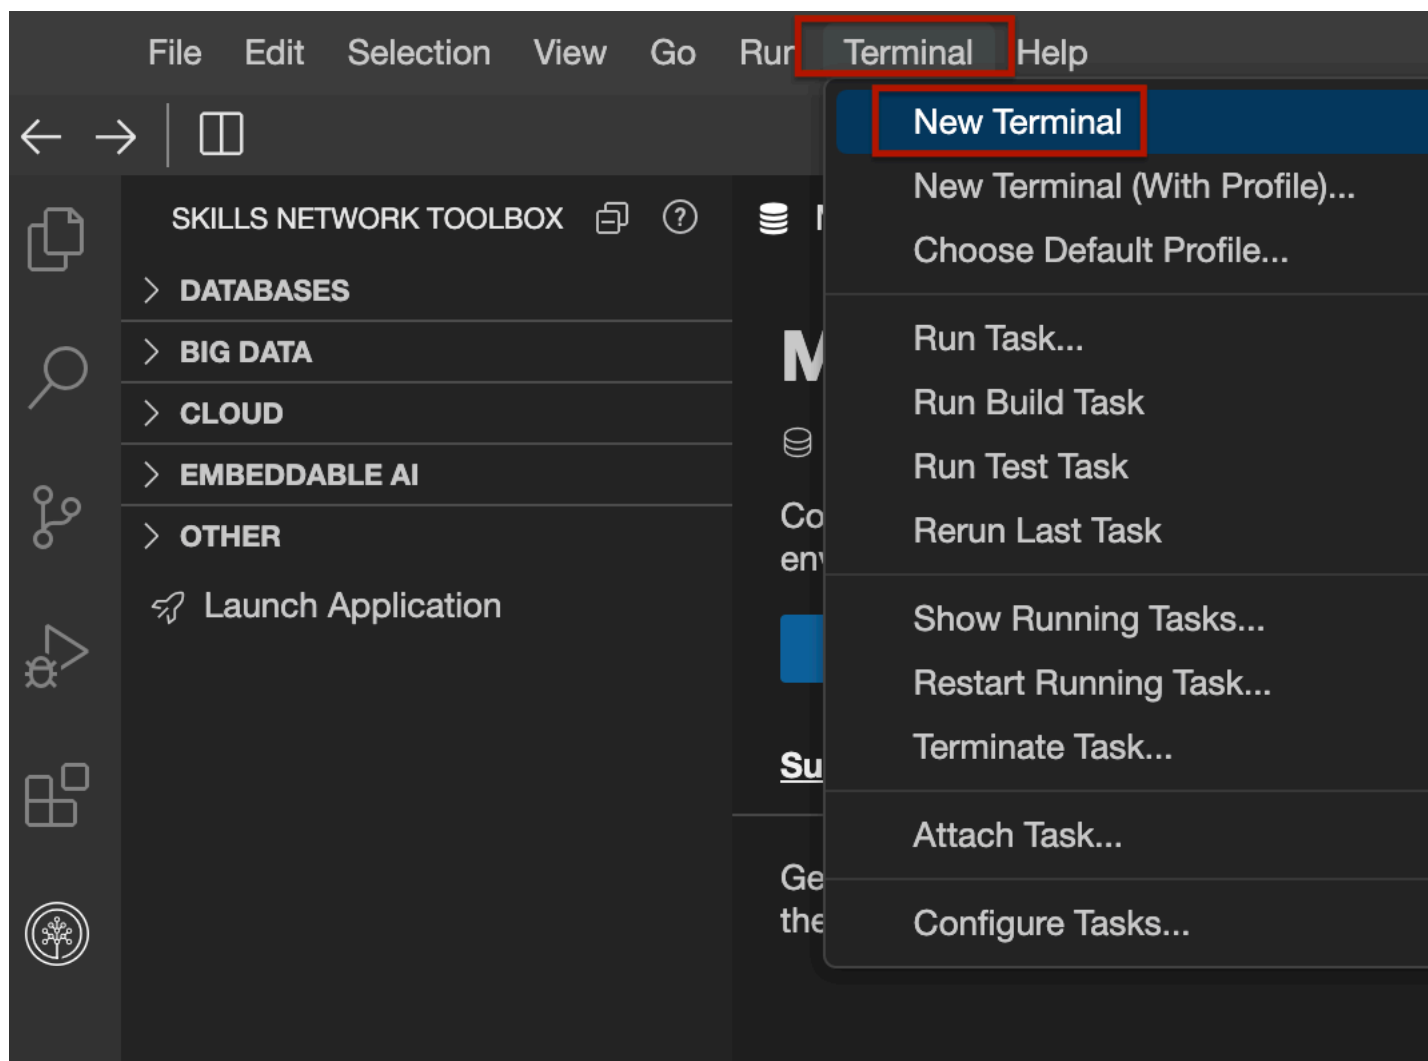 File Edit Selection View Go Run Terminal Help
New Terminal
New Terminal (With Profile)...
Choose Default Profile...
Run Task...
Run Build Task
Run Test Task
Rerun Last Task
Show Running Tasks...
Restart Running Task...
Terminate Task...
Attach Task...
Configure Tasks...
SKILLS NETWORK TOOLBOX
DATABASES
BIG DATA
CLOUD
EMBEDDABLE AI
OTHER
Launch Application